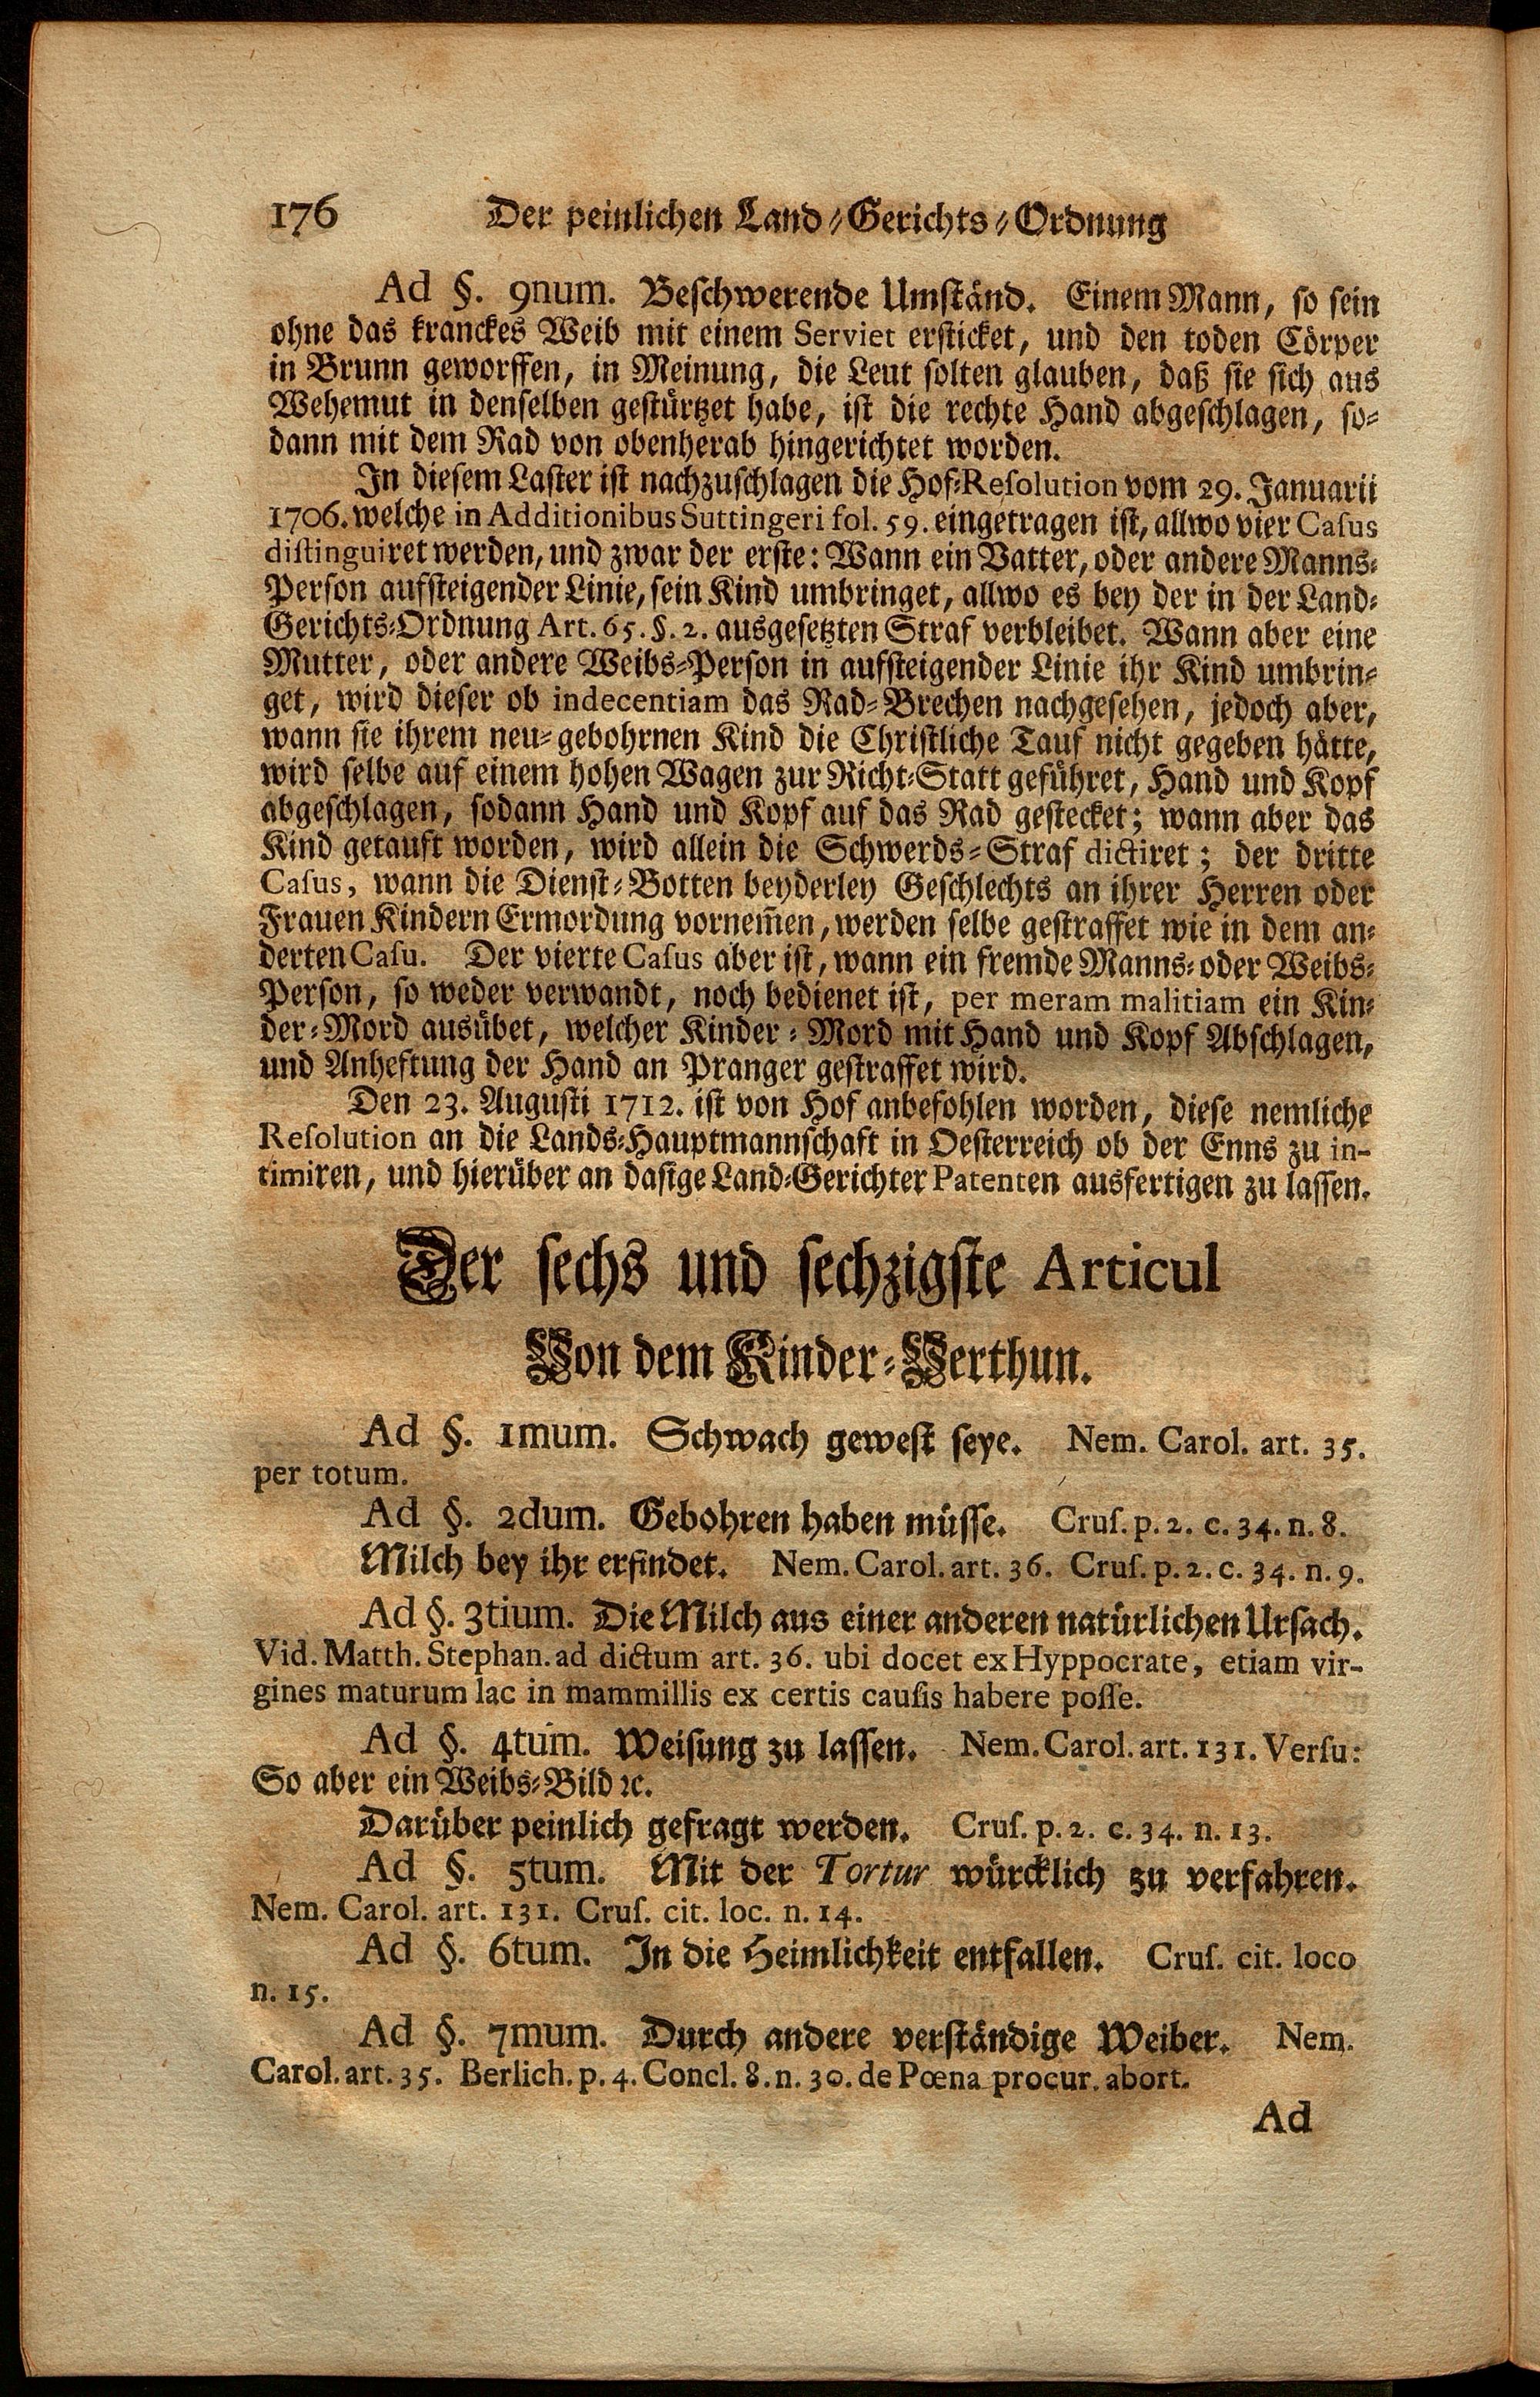 176 Der peinlichen Land-Gerichts-Ordnung
Ad §. 9num. Beschwerende Umständ. Einem Mann, so sein
ohne das kranckes Weib mit einem Serviet ersticket, und den toden Cörper
in Brunn geworffen, in Meinung, die Leut solten glauben, daß sie sich aus
Wehemut in denselben gestürtzet habe, ist die rechte Hand abgeschlagen, so-
dann mit dem Rad von obenherab hingerichtet worden.
In diesem Laster ist nachzuschlagen die Hof-Resolution vom 29. Januarii
1706. welche in Additionibus Suttingeri fol. 59. eingetragen ist, allwo vier Casus
distinguiret werden, und zwar der erste: Wann ein Vatter, oder andere Manns-
Person aufsteigender Linie, sein Kind umbringet, allwo es bey der in der Land-
Gerichts-Ordnung Art. 65. §. 2. ausgesetzten Straf verbleibet. Wann aber eine
Mutter, oder andere Weibs-Person in aufsteigender Linie ihr Kind umbrin-
get, wird dieser ob indecentiam das Rad-Brechen nachgesehen, jedoch aber,
wann sie ihrem neu-gebohrnen Kind die Christliche Tauf nicht gegeben hätte,
wird selbe auf einem hohen Wagen zur Richt-Statt geführet, Hand und Kopf
abgeschlagen, sodann Hand und Kopf auf das Rad gestecket; wann aber das
Kind getauft worden, wird allein die Schwerds-Straf dictiret; der dritte
Casus, wann die Dienst-Botten beyderley Geschlechts an ihrer Herren oder
Frauen Kindern Ermordung vornem̃en, werden selbe gestraffet wie in dem an-
derten Casu. Der vierte Casus aber ist, wann ein fremde Manns- oder Weibs-
Person, so weder verwandt, noch bedienet ist, per meram malitiam ein Kin-
der-Mord ausübet, welcher Kinder-Mord mit Hand und Kopf Abschlagen,
und Anheftung der Hand an Pranger gestraffet wird.
Den 23. Augusti 1712. ist von Hof anbefohlen worden, diese nemliche
Resolution an die Lands-Hauptmannschaft in Oesterreich ob der Enns zu in-
timiren, und hierüber an dasige Land-Gerichter Patenten ausfertigen zu lassen.
Der sechs und sechzigste Articul
Von dem Kinder-Verthun.
Ad §. 1mum. Schwach gewest seye. Nem. Carol. art. 35.
per totum.
Ad §. 2dum. Gebohren haben müsse. Crus. p. 2. c. 34. n. 8.
Milch bey ihr erfindet. Nem. Carol. art. 36. Crus. p. 2. c. 34. n. 9.
Ad §. 3tium. Die Milch aus einer anderen natürlichen Ursach.
Vid. Matth. Stephan. ad dictum art. 36. ubi docet ex Hyppocrate, etiam vir-
gines maturum lac in mammillis ex certis causis habere posse.
Ad §. 4tum. Weisung zu lassen. Nem. Carol. art. 131. Versu:
So aber ein Weibs-Bild ꝛc.
Darüber peinlich gefragt werden. Crus. p. 2. c. 34. n. 13.
Ad §. 5tum. Mit der Tortur würcklich zu verfahren.
Nem. Carol. art. 131. Crus. cit. loc. n. 14.
Ad §. 6tum. In die Heimlichkeit entfallen. Crus. cit. loco
n. 15.
Ad §. 7mum. Durch andere verständige Weiber. Nem.
Carol. art. 35. Berlich. p. 4. Concl. 8. n. 30. de Pœna procur. abort.
Ad